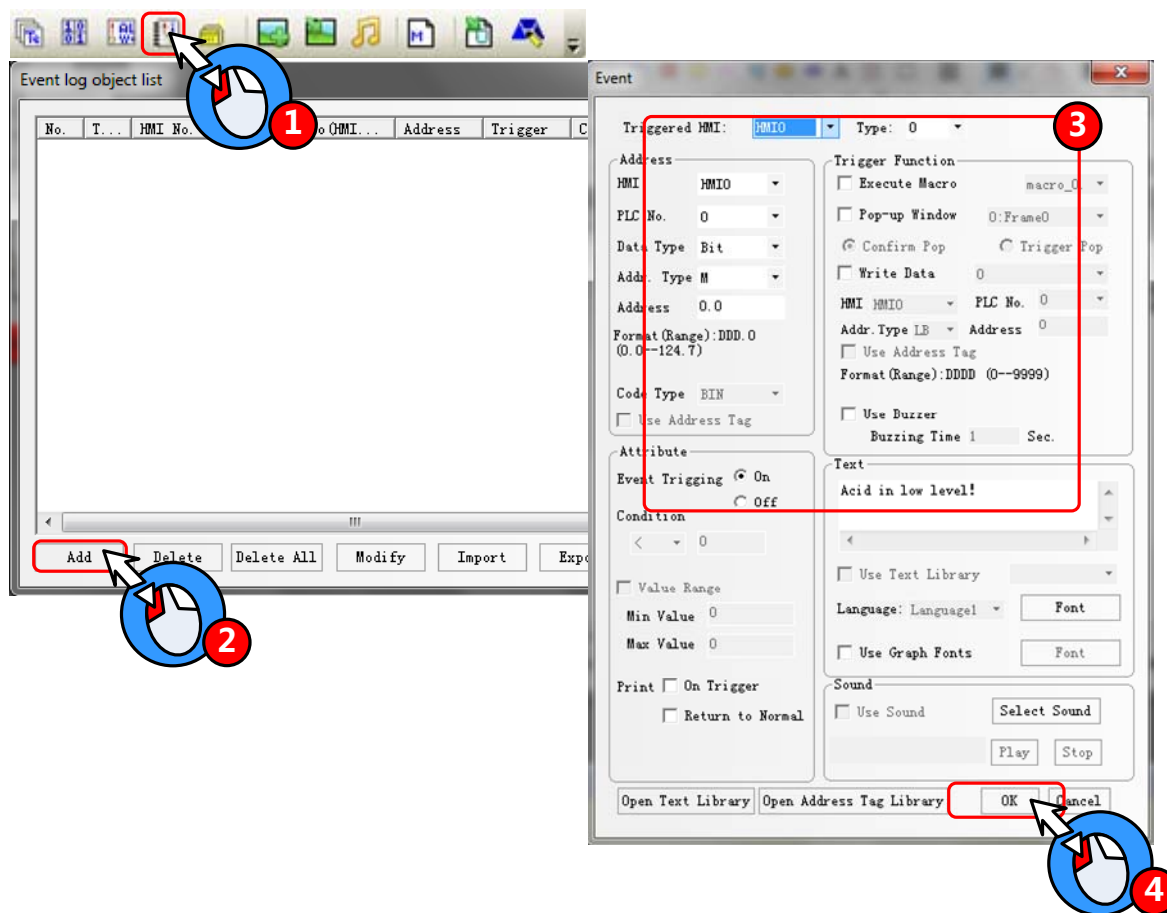 Event log object list
No. T... HMI No. o(HMI... Address Trigger C
Add Delete Delete All Modify Import Expo
1
2
Event
3
Triggered HMI: HMI0 Type: 0
Address
HMI HMI0
PLC No. 0
Data Type Bit
Addr. Type M
Address 0.0
Format(Range):DDD.O
(0.0--124.7)
Code Type BIN
Use Address Tag
Attribute
Event Trigging On
Off
Condition
< 0
Value Range
Min Value 0
Max Value 0
Print On Trigger
Return to Normal
Trigger Function
Execute Macro macro_0.
Pop-up Window 0:Frame0
Confirm Pop Trigger Pop
Write Data 0
HMI HMI0 PLC No. 0
Addr.Type LB Address 0
Use Address Tag
Format(Range):DDDD (0--9999)
Use Buzzer
Buzzing Time 1 Sec.
Text
Acid in low level!
Use Text Library
Language: Language1 Font
Use Graph Fonts Font
Sound
Use Sound Select Sound
Play Stop
Open Text Library Open Address Tag Library OK Cancel
4